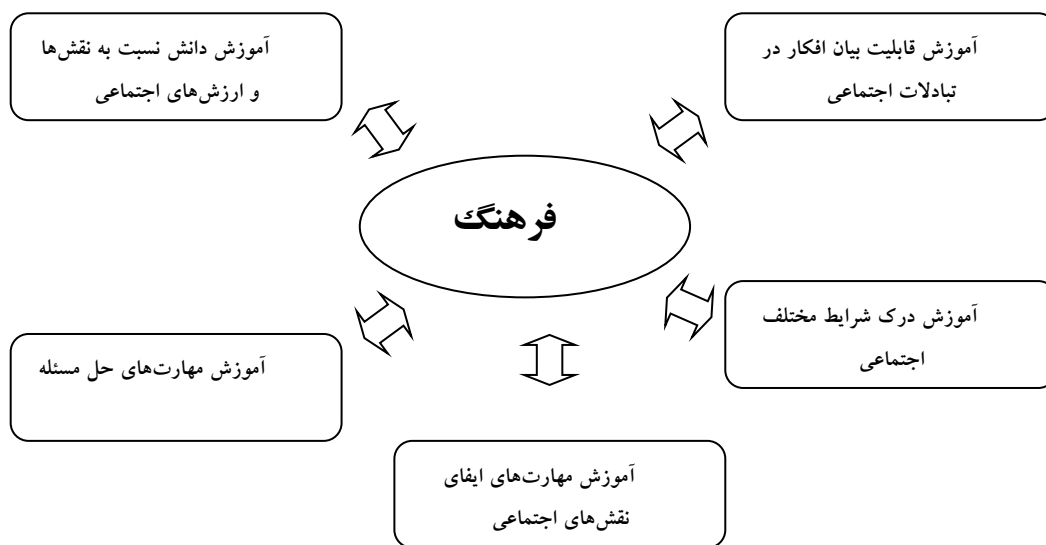 آموزش قابلیت بیان افکار در
تبادلات اجتماعی
آموزش دانش نسبت به نقش‌ها
و ارزش‌های اجتماعی
فرهنگ
آموزش درک شرایط مختلف
اجتماعی
آموزش مهارت‌های حل مسئله
آموزش مهارت‌های ایفای
نقش‌های اجتماعی